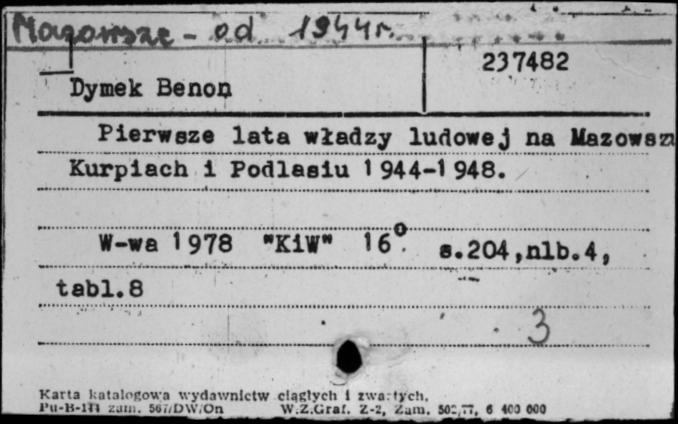 Mazowsze - od 1944r.
237482
Dymek Benon
Pierwsze lata władzy ludowej na Mazowszu
Kurpiach i Podlasiu 1944-1948.
W-wa 1978 "KiW" 16° s.204,nlb.4,
tabl.8
3
Karta katalogowa wydawnictw ciągłych i zwartych.
Pu-B-171 zam. 567/DW/On W.Z.Graf. Z-2, Zam. 502/77, 6 400 000